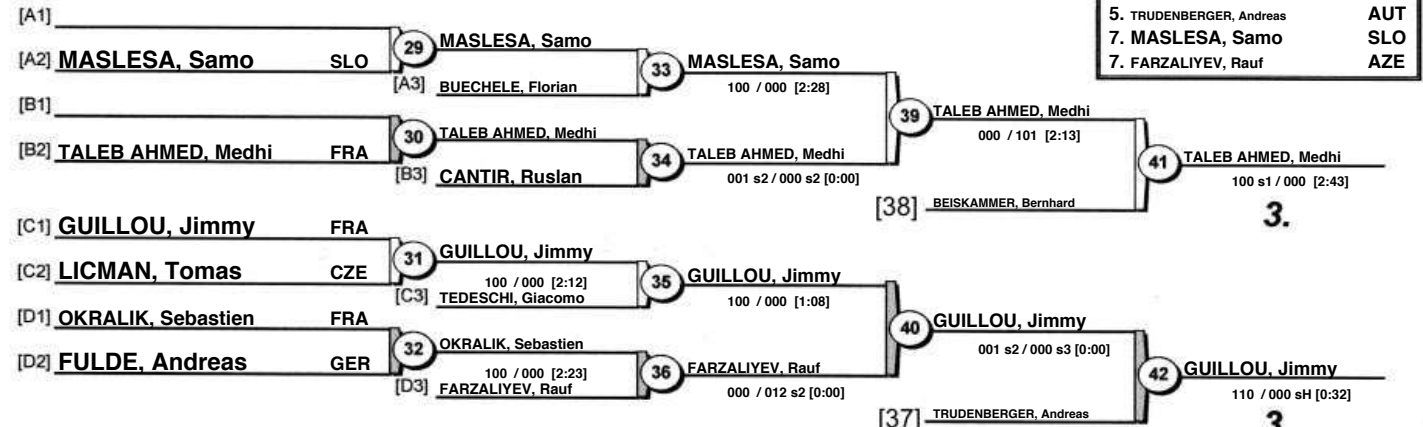 5. TRUDENBERGER, Andreas AUT
7. MASLESA, Samo SLO
7. FARZALIYEV, Rauf AZE
[A1]
[A2] MASLESA, Samo SLO
29
MASLESA, Samo
[A3] BUECHELE, Florian
33
MASLESA, Samo
100 / 000 [2:28]
[B1]
[B2] TALEB AHMED, Medhi FRA
30
TALEB AHMED, Medhi
[B3] CANTIR, Ruslan
34
TALEB AHMED, Medhi
001 s2 / 000 s2 [0:00]
39
TALEB AHMED, Medhi
000 / 101 [2:13]
[38] BEISKAMMER, Bernhard
41
TALEB AHMED, Medhi
100 s1 / 000 [2:43]
3.
[C1] GUILLOU, Jimmy FRA
[C2] LICMAN, Tomas CZE
31
GUILLOU, Jimmy
100 / 000 [2:12]
[C3] TEDESCHI, Giacomo
35
GUILLOU, Jimmy
100 / 000 [1:08]
[D1] OKRALIK, Sebastien FRA
[D2] FULDE, Andreas GER
32
OKRALIK, Sebastien
100 / 000 [2:23]
[D3] FARZALIYEV, Rauf
36
FARZALIYEV, Rauf
000 / 012 s2 [0:00]
40
GUILLOU, Jimmy
001 s2 / 000 s3 [0:00]
[37] TRUDENBERGER, Andreas
42
GUILLOU, Jimmy
110 / 000 sH [0:32]
3.